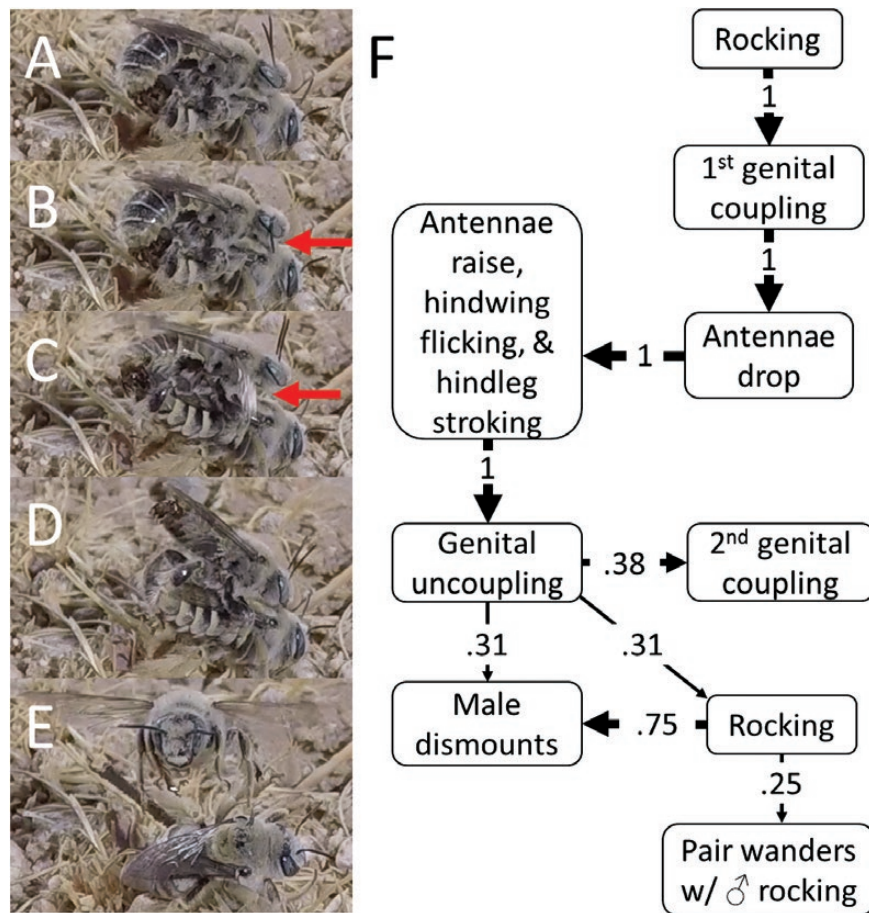 A
B
C
D
E
F
Rocking
1
1st genital
coupling
1
Antennae
drop
1
Antennae
raise,
hindwing
flicking, &
hindleg
stroking
1
Genital
uncoupling
.38
2nd genital
coupling
.31
.31
Male
dismounts
.75
Rocking
.25
Pair wanders
w/ ♂ rocking